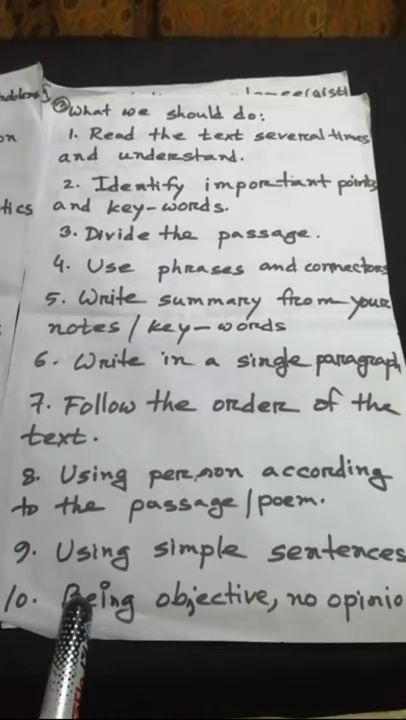 What we should do:
1. Read the text several times
and understand.
2. Identify important points
and key-words.
3. Divide the passage.
4. Use phrases and connectors
5. Write summary from your
notes / key-words
6. Write in a single paragraph
7. Follow the order of the
text.
8. Using person according
to the passage/poem.
9. Using simple sentences
10. Being objective, no opinio
on
tics